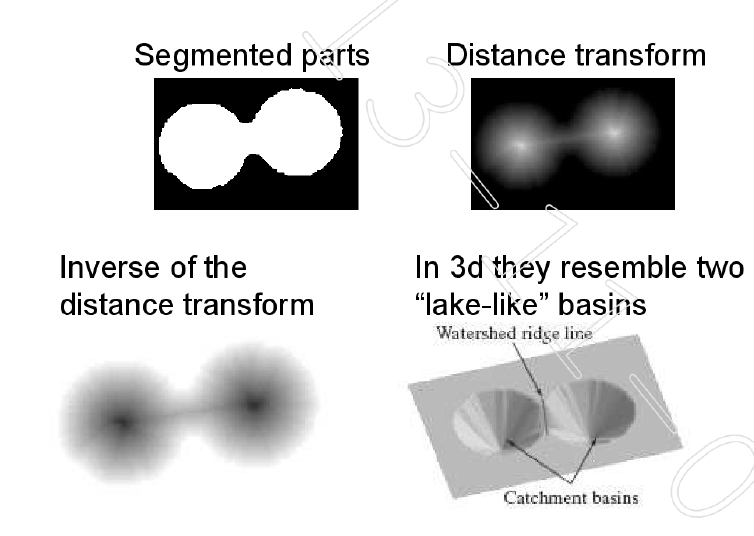 Segmented parts
Distance transform
Inverse of the
distance transform
In 3d they resemble two
“lake-like” basins
Watershed ridge line
Catchment basins